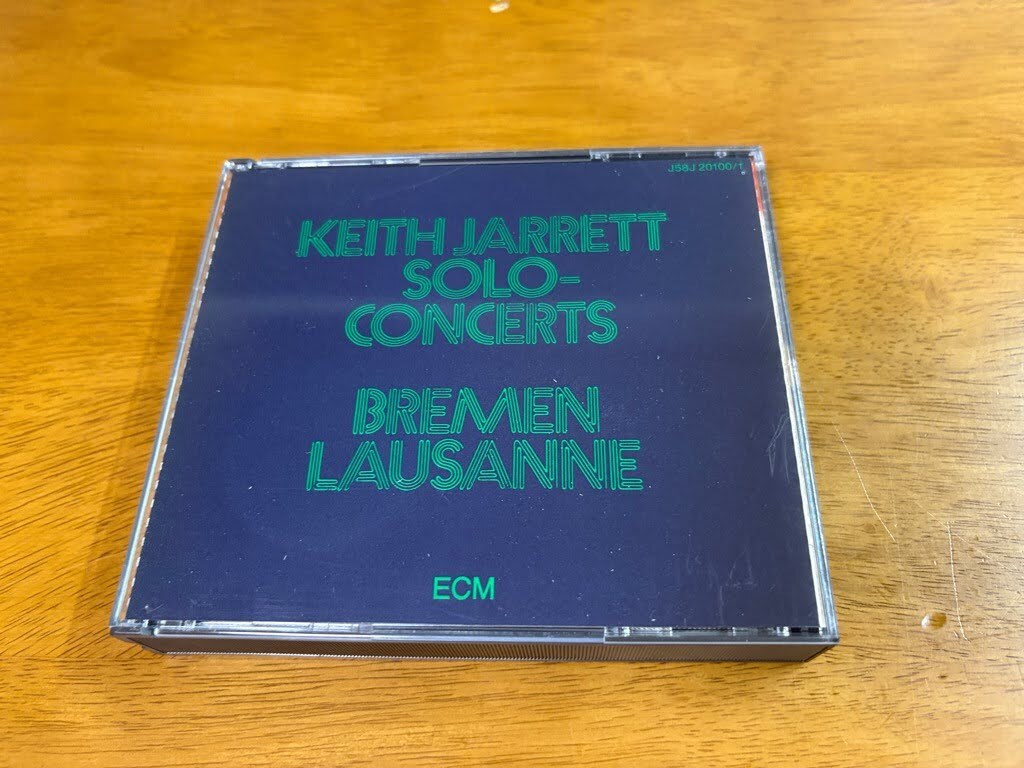 J58J 20100/1
KEITH JARRETT
SOLO-
CONCERTS
BREMEN
LAUSANNE
ECM